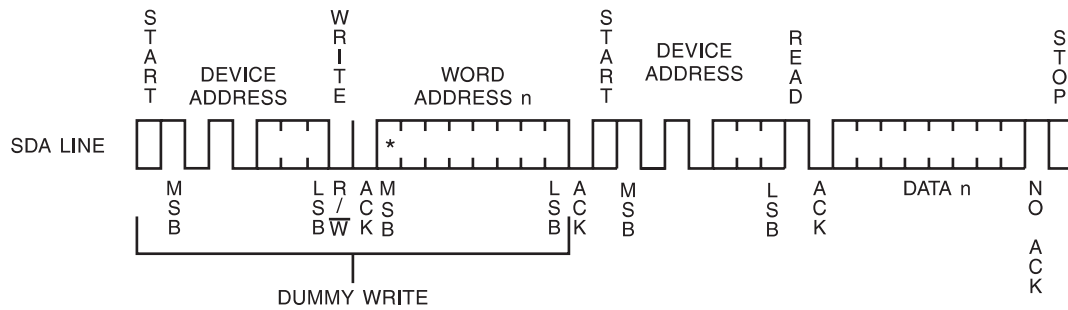 START
WRITE
START
READ
STOP
DEVICE
ADDRESS
WORD
ADDRESS n
DEVICE
ADDRESS
SDA LINE
*
MSB
LSB
R/W
ACK
MSB
LSB
ACK
MSB
LSB
ACK
DATA n
NO ACK
DUMMY WRITE